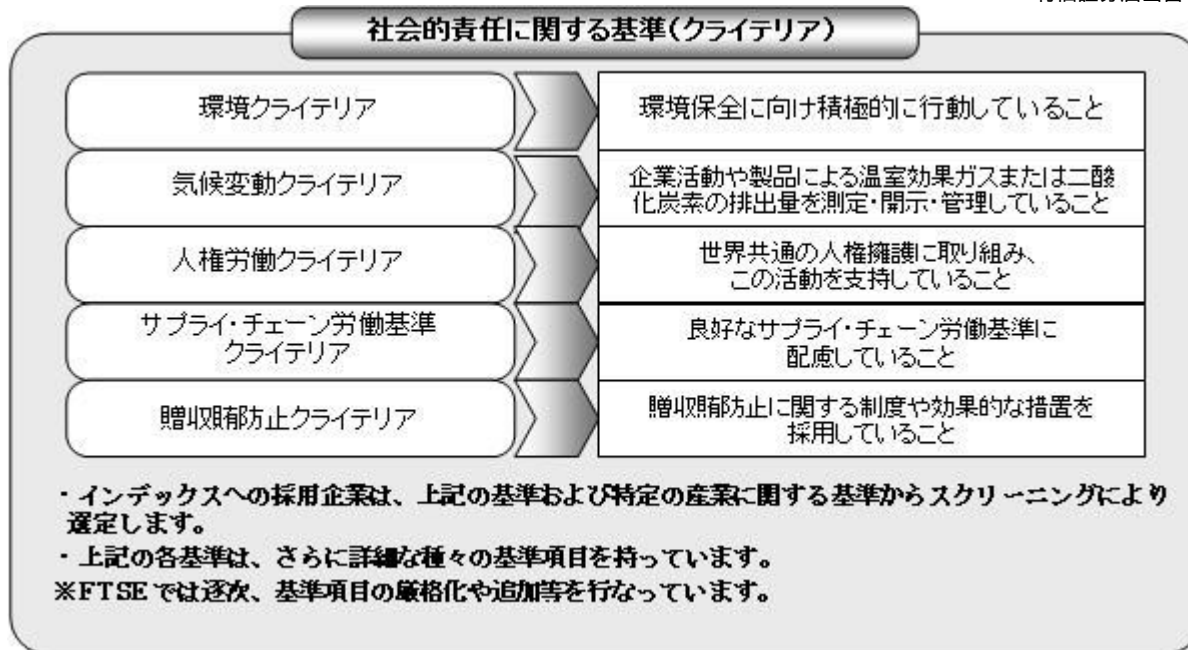 社会的責任に関する基準(クライテリア)
環境クライテリア
環境保全に向け積極的に行動していること
気候変動クライテリア
企業活動や製品による温室効果ガスまたは二酸
化炭素の排出量を測定・開示・管理していること
人権労働クライテリア
世界共通の人権擁護に取り組み、
この活動を支持していること
サプライ・チェーン労働基準
クライテリア
良好なサプライ・チェーン労働基準に
配慮していること
贈収賄防止クライテリア
贈収賄防止に関する制度や効果的な措置を
採用していること
・インデックスへの採用企業は、上記の基準および特定の産業に関する基準からスクリーニングにより
選定します。
・上記の各基準は、さらに詳細な種々の基準項目を持っています。
※FTSEでは逐次、基準項目の厳格化や追加等を行なっています。